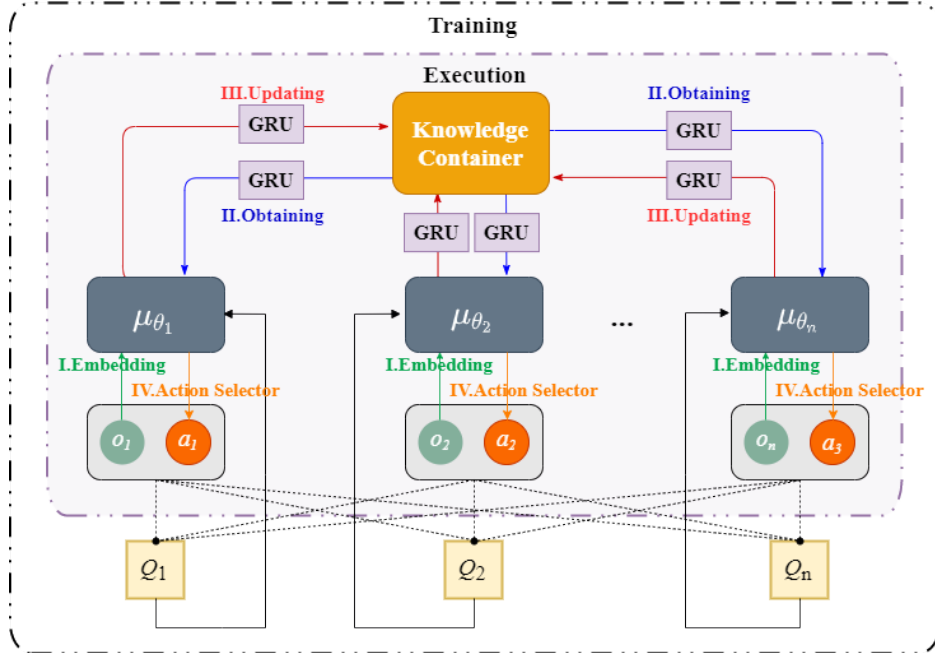 Training
Execution
III.Updating
II.Obtaining
GRU
Knowledge
Container
GRU
GRU
GRU
II.Obtaining
III.Updating
GRU
GRU
μθ1
μθ2
...
μθn
I.Embedding
I.Embedding
I.Embedding
IV.Action Selector
IV.Action Selector
IV.Action Selector
o1
a1
o2
a2
on
a3
Q1
Q2
Qn